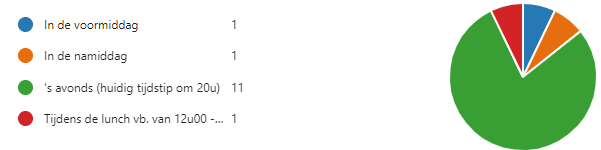 In de voormiddag 1
In de namiddag 1
's avonds (huidig tijdstip om 20u) 11
Tijdens de lunch vb. van 12u00 -... 1